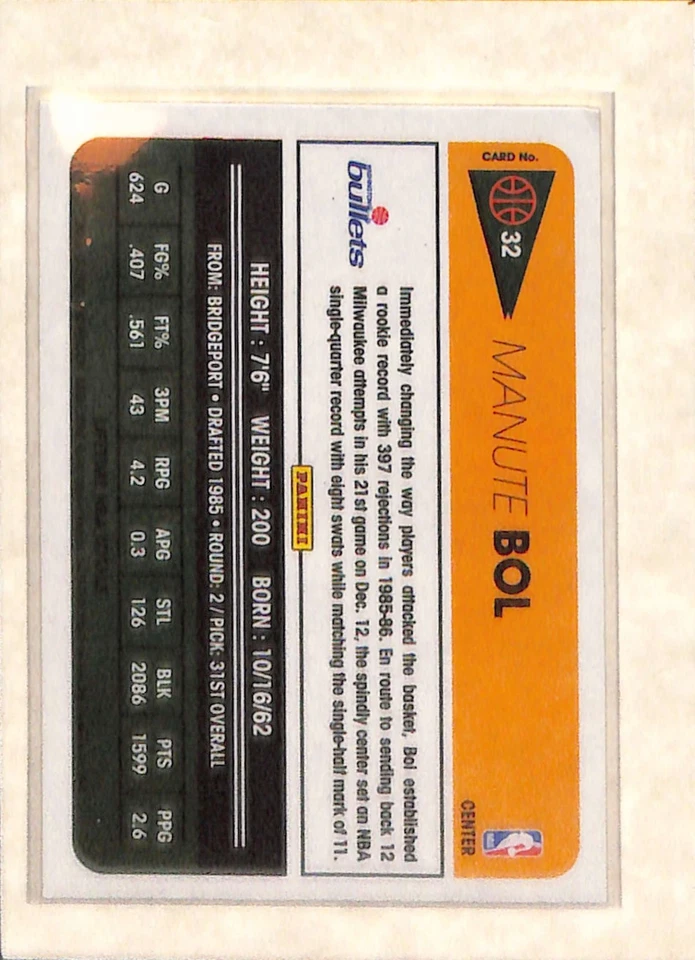 CARD No.
32
MANUTE BOL
CENTER
bullets
Immediately changing the way players attacked the basket, Bol established
a rookie record with 397 rejections in 1985-86. En route to sending back 12
Milwaukee attempts in his 21st game on Dec. 12, the spindly center set an NBA
single-quarter record with eight swats while matching the single-half mark of 11.
PANINI
HEIGHT : 7'6" WEIGHT : 200 BORN : 10/16/62
FROM: BRIDGEPORT • DRAFTED 1985 • ROUND: 2 / PICK: 31ST OVERALL
G FG% FT% 3PM RPG APG STL BLK PTS PPG
624 .407 .561 43 4.2 0.3 126 2086 1599 2.6